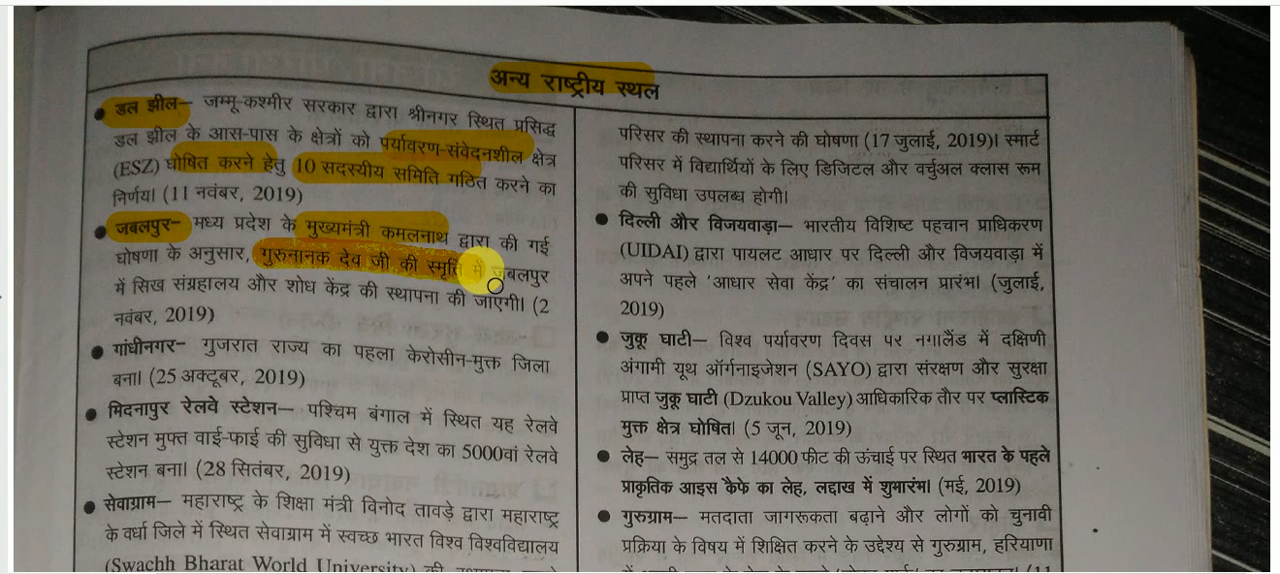 अन्य राष्ट्रीय स्थल
● डल झील– जम्मू-कश्मीर सरकार द्वारा श्रीनगर स्थित प्रसिद्ध
डल झील के आस-पास के क्षेत्रों को पर्यावरण-संवेदनशील क्षेत्र
(ESZ) घोषित करने हेतु 10 सदस्यीय समिति गठित करने का
निर्णय। (11 नवंबर, 2019)
● जबलपुर– मध्य प्रदेश के मुख्यमंत्री कमलनाथ द्वारा की गई
घोषणा के अनुसार, गुरुनानक देव जी की स्मृति में जबलपुर
में सिख संग्रहालय और शोध केंद्र की स्थापना की जाएगी। (2
नवंबर, 2019)
● गांधीनगर– गुजरात राज्य का पहला केरोसीन-मुक्त जिला
बना। (25 अक्टूबर, 2019)
● मिदनापुर रेलवे स्टेशन– पश्चिम बंगाल में स्थित यह रेलवे
स्टेशन मुफ्त वाई-फाई की सुविधा से युक्त देश का 5000वां रेलवे
स्टेशन बना। (28 सितंबर, 2019)
● सेवाग्राम– महाराष्ट्र के शिक्षा मंत्री विनोद तावड़े द्वारा महाराष्ट्र
के वर्धा जिले में स्थित सेवाग्राम में स्वच्छ भारत विश्व विश्वविद्यालय
(Swachh Bharat World University) की
परिसर की स्थापना करने की घोषणा (17 जुलाई, 2019)। स्मार्ट
परिसर में विद्यार्थियों के लिए डिजिटल और वर्चुअल क्लास रूम
की सुविधा उपलब्ध होगी।
● दिल्ली और विजयवाड़ा– भारतीय विशिष्ट पहचान प्राधिकरण
(UIDAI) द्वारा पायलट आधार पर दिल्ली और विजयवाड़ा में
अपने पहले 'आधार सेवा केंद्र' का संचालन प्रारंभ। (जुलाई,
2019)
● जुकू घाटी– विश्व पर्यावरण दिवस पर नगालैंड में दक्षिणी
अंगामी यूथ ऑर्गनाइजेशन (SAYO) द्वारा संरक्षण और सुरक्षा
प्राप्त जुकू घाटी (Dzukou Valley) आधिकारिक तौर पर प्लास्टिक
मुक्त क्षेत्र घोषित। (5 जून, 2019)
● लेह– समुद्र तल से 14000 फीट की ऊंचाई पर स्थित भारत के पहले
प्राकृतिक आइस कैफे का लेह, लद्दाख में शुभारंभ। (मई, 2019)
● गुरुग्राम– मतदाता जागरूकता बढ़ाने और लोगों को चुनावी
प्रक्रिया के विषय में शिक्षित करने के उद्देश्य से गुरुग्राम, हरियाणा